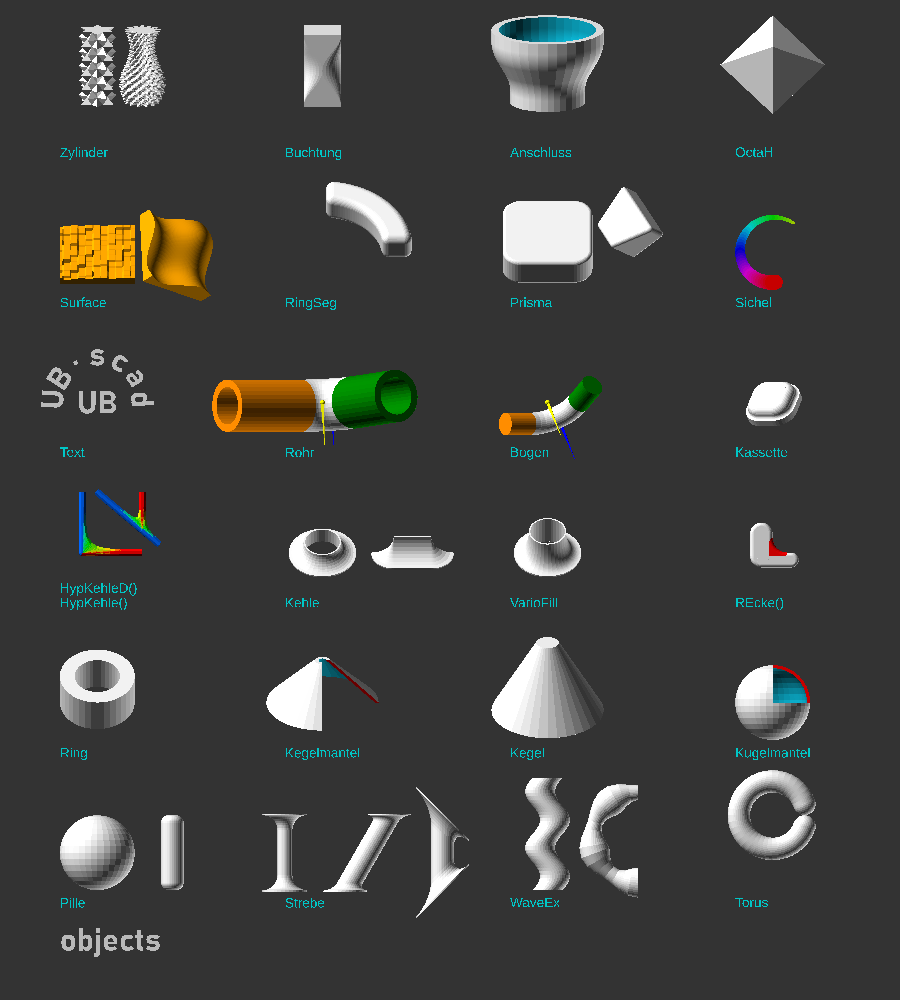 Zylinder
Buchtung
Anschluss
OctaH
Surface
RingSeg
Prisma
Sichel
UB·scad
UB
Text
Rohr
Bogen
Kassette
HypKehleD()
HypKehle()
Kehle
VarioFill
REcke()
Ring
Kegelmantel
Kegel
Kugelmantel
Pille
Strebe
WaveEx
Torus
objects